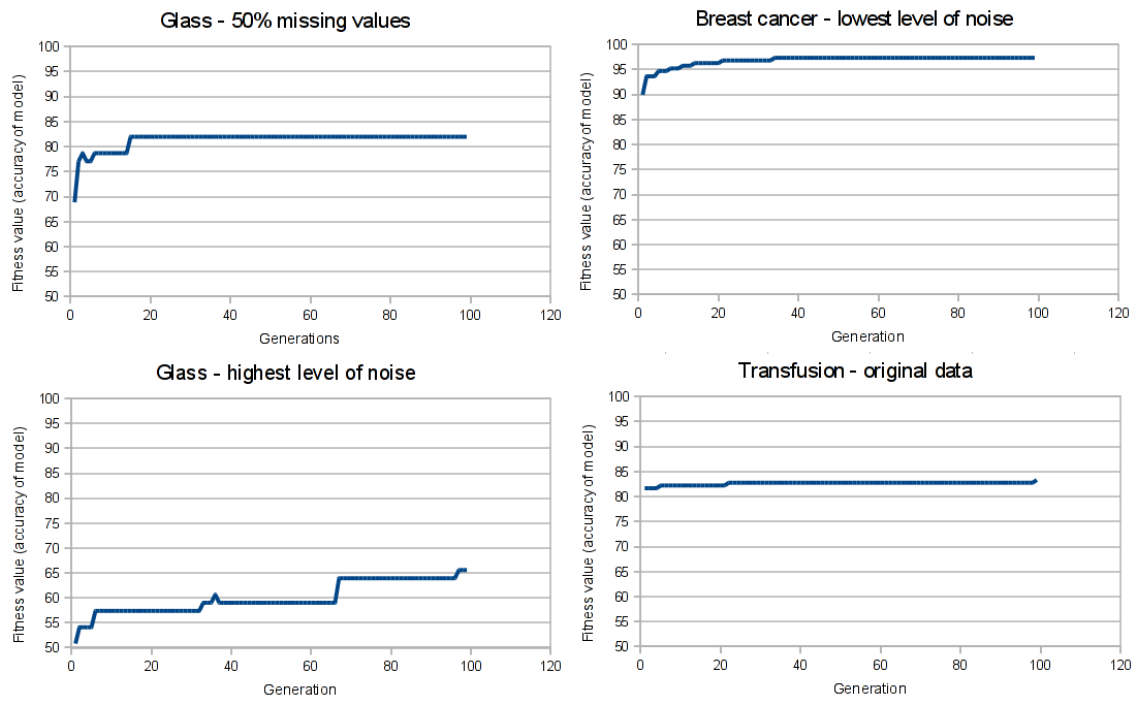 Glass - 50% missing values
Fitness value (accuracy of model)
100
95
90
85
80
75
70
65
60
55
50
0 20 40 60 80 100 120
Generations
Breast cancer - lowest level of noise
Fitness value (accuracy of model)
100
95
90
85
80
75
70
65
60
55
50
0 20 40 60 80 100 120
Generation
Glass - highest level of noise
Fitness value (accuracy of model)
100
95
90
85
80
75
70
65
60
55
50
0 20 40 60 80 100 120
Generation
Transfusion - original data
Fitness value (accuracy of model)
100
95
90
85
80
75
70
65
60
55
50
0 20 40 60 80 100 120
Generation